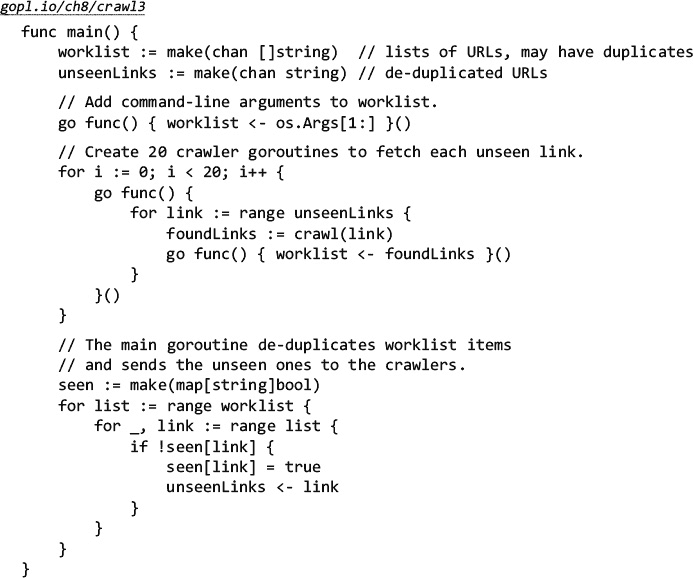 gopl.io/ch8/crawl3
func main() {
    worklist := make(chan []string)  // lists of URLs, may have duplicates
    unseenLinks := make(chan string) // de-duplicated URLs
    // Add command-line arguments to worklist.
    go func() { worklist <- os.Args[1:] }()
    // Create 20 crawler goroutines to fetch each unseen link.
    for i := 0; i < 20; i++ {
        go func() {
            for link := range unseenLinks {
                foundLinks := crawl(link)
                go func() { worklist <- foundLinks }()
            }
        }()
    }
    // The main goroutine de-duplicates worklist items
    // and sends the unseen ones to the crawlers.
    seen := make(map[string]bool)
    for list := range worklist {
        for _, link := range list {
            if !seen[link] {
                seen[link] = true
                unseenLinks <- link
            }
        }
    }
}